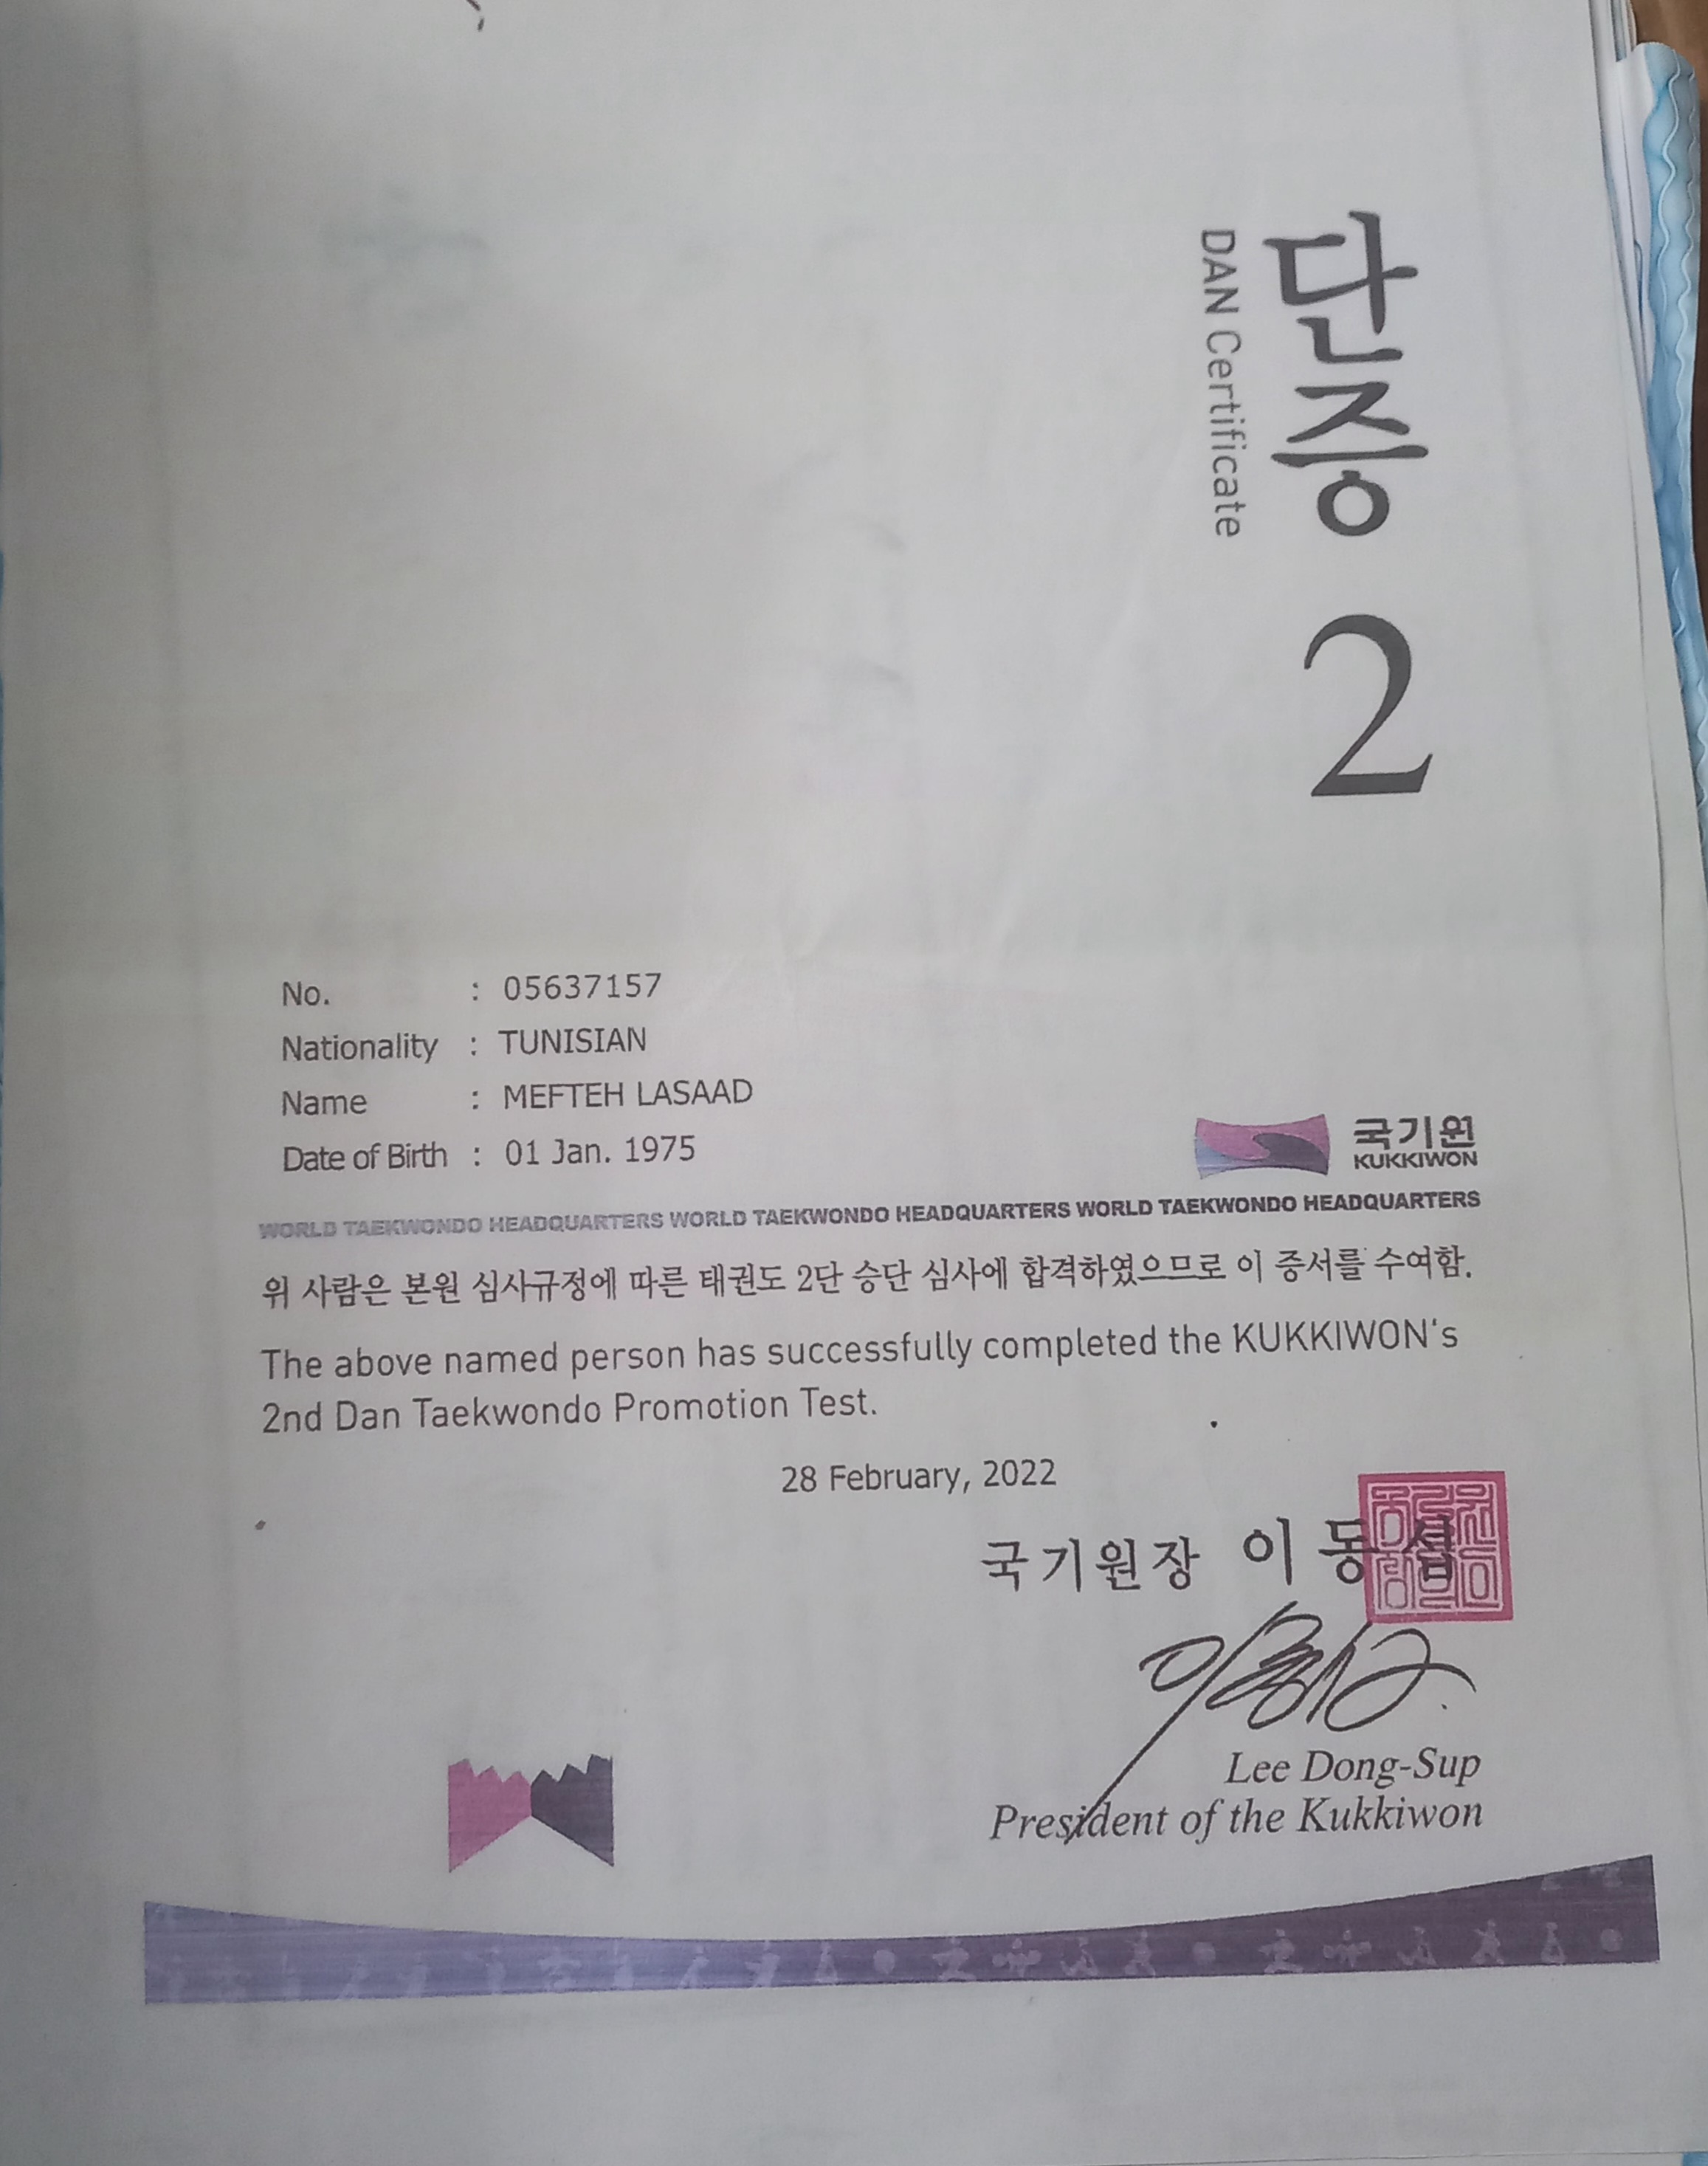 단증
DAN Certificate
2
No. : 05637157
Nationality : TUNISIAN
Name : MEFTEH LASAAD
Date of Birth : 01 Jan. 1975
국기원
KUKKIWON
WORLD TAEKWONDO HEADQUARTERS WORLD TAEKWONDO HEADQUARTERS WORLD TAEKWONDO HEADQUARTERS
위 사람은 본원 심사규정에 따른 태권도 2단 승단 심사에 합격하였으므로 이 증서를 수여함.
The above named person has successfully completed the KUKKIWON's
2nd Dan Taekwondo Promotion Test.
28 February, 2022
국기원장 이동섭
Lee Dong-Sup
President of the Kukkiwon